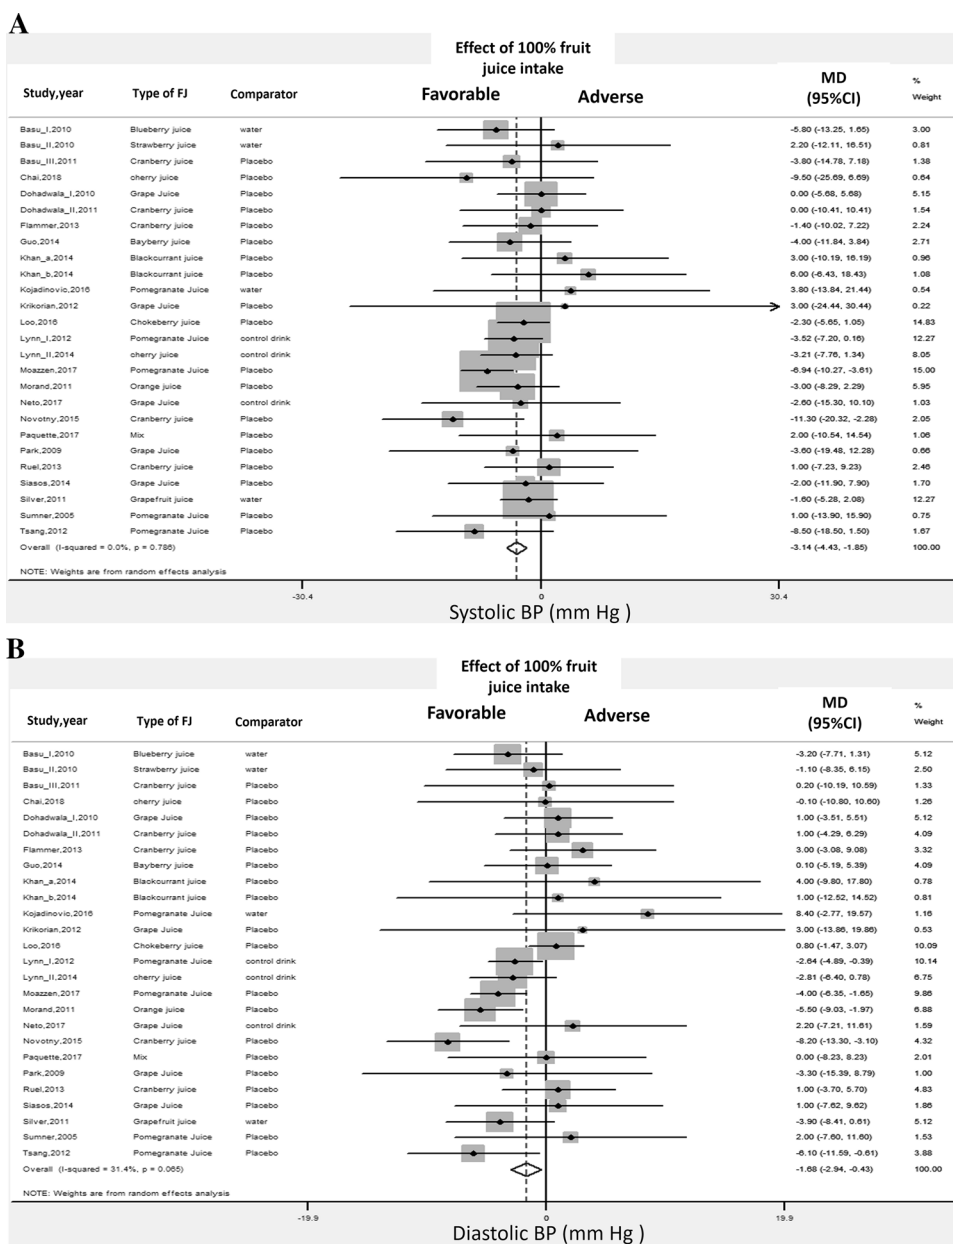 A
Effect of 100% fruit
juice intake
Study,year Type of FJ Comparator Favorable Adverse MD (95%CI) % Weight
Basu_I,2010 Blueberry juice water -5.80 (-13.25, 1.65) 3.00
Basu_II,2010 Strawberry juice water 2.20 (-12.11, 16.51) 0.81
Basu_III,2011 Cranberry juice Placebo -3.80 (-14.78, 7.18) 1.38
Chai,2018 cherry juice Placebo -9.50 (-25.69, 6.69) 0.64
Dohadwala_I,2010 Grape Juice Placebo 0.00 (-5.68, 5.68) 5.15
Dohadwala_II,2011 Cranberry juice Placebo 0.00 (-10.41, 10.41) 1.54
Flammer,2013 Cranberry juice Placebo -1.40 (-10.02, 7.22) 2.24
Guo,2014 Bayberry juice Placebo -4.00 (-11.84, 3.84) 2.71
Khan_a,2014 Blackcurrant juice Placebo 3.00 (-10.19, 16.19) 0.96
Khan_b,2014 Blackcurrant juice Placebo 6.00 (-6.43, 18.43) 1.08
Kojadinovic,2016 Pomegranate Juice water 3.80 (-13.84, 21.44) 0.54
Krikorian,2012 Grape Juice Placebo 3.00 (-24.44, 30.44) 0.22
Loo,2016 Chokeberry juice Placebo -2.30 (-5.65, 1.05) 14.83
Lynn_I,2012 Pomegranate Juice control drink -3.52 (-7.20, 0.16) 12.27
Lynn_II,2014 cherry juice control drink -3.21 (-7.76, 1.34) 8.05
Moazzen,2017 Pomegranate Juice Placebo -6.94 (-10.27, -3.61) 15.00
Morand,2011 Orange juice Placebo -3.00 (-8.29, 2.29) 5.95
Neto,2017 Grape Juice control drink -2.60 (-15.30, 10.10) 1.03
Novotny,2015 Cranberry juice Placebo -11.30 (-20.32, -2.28) 2.05
Paquette,2017 Mix Placebo 2.00 (-10.54, 14.54) 1.06
Park,2009 Grape Juice Placebo -3.60 (-19.48, 12.28) 0.66
Ruel,2013 Cranberry juice Placebo 1.00 (-7.23, 9.23) 2.46
Siasos,2014 Grape Juice Placebo -2.00 (-11.90, 7.90) 1.70
Silver,2011 Grapefruit juice water -1.60 (-5.28, 2.08) 12.27
Sumner,2005 Pomegranate Juice Placebo 1.00 (-13.90, 15.90) 0.75
Tsang,2012 Pomegranate Juice Placebo -8.50 (-18.50, 1.50) 1.67
Overall (I-squared = 0.0%, p = 0.786) -3.14 (-4.43, -1.85) 100.00
NOTE: Weights are from random effects analysis
-30.4 0 30.4
Systolic BP (mm Hg )
B
Effect of 100% fruit
juice intake
Study,year Type of FJ Comparator Favorable Adverse MD (95%CI) % Weight
Basu_I,2010 Blueberry juice water -3.20 (-7.71, 1.31) 5.12
Basu_II,2010 Strawberry juice water -1.10 (-8.35, 6.15) 2.50
Basu_III,2011 Cranberry juice Placebo 0.20 (-10.19, 10.59) 1.33
Chai,2018 cherry juice Placebo -0.10 (-10.80, 10.60) 1.26
Dohadwala_I,2010 Grape Juice Placebo 1.00 (-3.51, 5.51) 5.12
Dohadwala_II,2011 Cranberry juice Placebo 1.00 (-4.29, 6.29) 4.09
Flammer,2013 Cranberry juice Placebo 3.00 (-3.08, 9.08) 3.32
Guo,2014 Bayberry juice Placebo 0.10 (-5.19, 5.39) 4.09
Khan_a,2014 Blackcurrant juice Placebo 4.00 (-9.80, 17.80) 0.78
Khan_b,2014 Blackcurrant juice Placebo 1.00 (-12.52, 14.52) 0.81
Kojadinovic,2016 Pomegranate Juice water 8.40 (-2.77, 19.57) 1.16
Krikorian,2012 Grape Juice Placebo 3.00 (-13.86, 19.86) 0.53
Loo,2016 Chokeberry juice Placebo 0.80 (-1.47, 3.07) 10.09
Lynn_I,2012 Pomegranate Juice control drink -2.64 (-4.89, -0.39) 10.14
Lynn_II,2014 cherry juice control drink -2.81 (-6.40, 0.78) 6.75
Moazzen,2017 Pomegranate Juice Placebo -4.00 (-6.35, -1.65) 9.86
Morand,2011 Orange juice Placebo -5.50 (-9.03, -1.97) 6.88
Neto,2017 Grape Juice control drink 2.20 (-7.21, 11.61) 1.59
Novotny,2015 Cranberry juice Placebo -8.20 (-13.30, -3.10) 4.32
Paquette,2017 Mix Placebo 0.00 (-8.23, 8.23) 2.01
Park,2009 Grape Juice Placebo -3.30 (-15.39, 8.79) 1.00
Ruel,2013 Cranberry juice Placebo 1.00 (-3.70, 5.70) 4.83
Siasos,2014 Grape Juice Placebo 1.00 (-7.62, 9.62) 1.86
Silver,2011 Grapefruit juice water -3.90 (-8.41, 0.61) 5.12
Sumner,2005 Pomegranate Juice Placebo 2.00 (-7.60, 11.60) 1.53
Tsang,2012 Pomegranate Juice Placebo -6.10 (-11.59, -0.61) 3.88
Overall (I-squared = 31.4%, p = 0.065) -1.68 (-2.94, -0.43) 100.00
NOTE: Weights are from random effects analysis
-19.9 0 19.9
Diastolic BP (mm Hg )